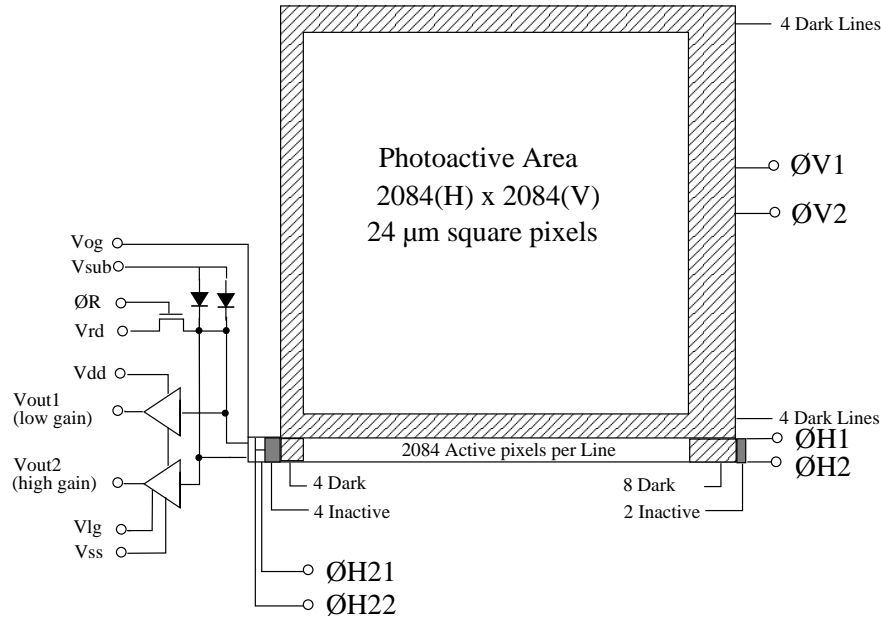 4 Dark Lines
Photoactive Area
2084(H) x 2084(V)
24 µm square pixels
ØV1
ØV2
Vog
Vsub
ØR
Vrd
Vdd
Vout1
(low gain)
Vout2
(high gain)
Vlg
Vss
4 Dark Lines
ØH1
2084 Active pixels per Line
ØH2
4 Dark
8 Dark
4 Inactive
2 Inactive
ØH21
ØH22